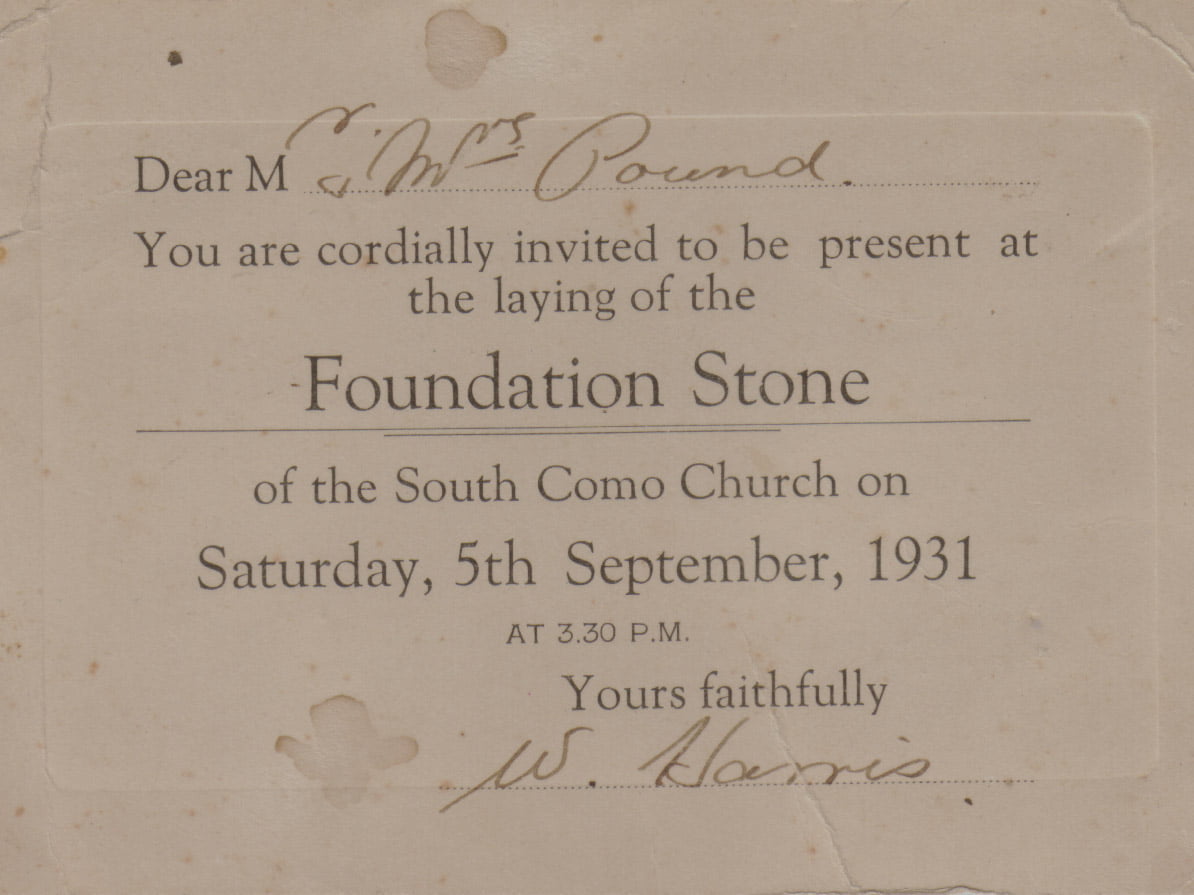 Dear Mr. & Mrs Pound.
You are cordially invited to be present at
the laying of the
Foundation Stone
of the South Como Church on
Saturday, 5th September, 1931
AT 3.30 P.M.
Yours faithfully
W. Harris